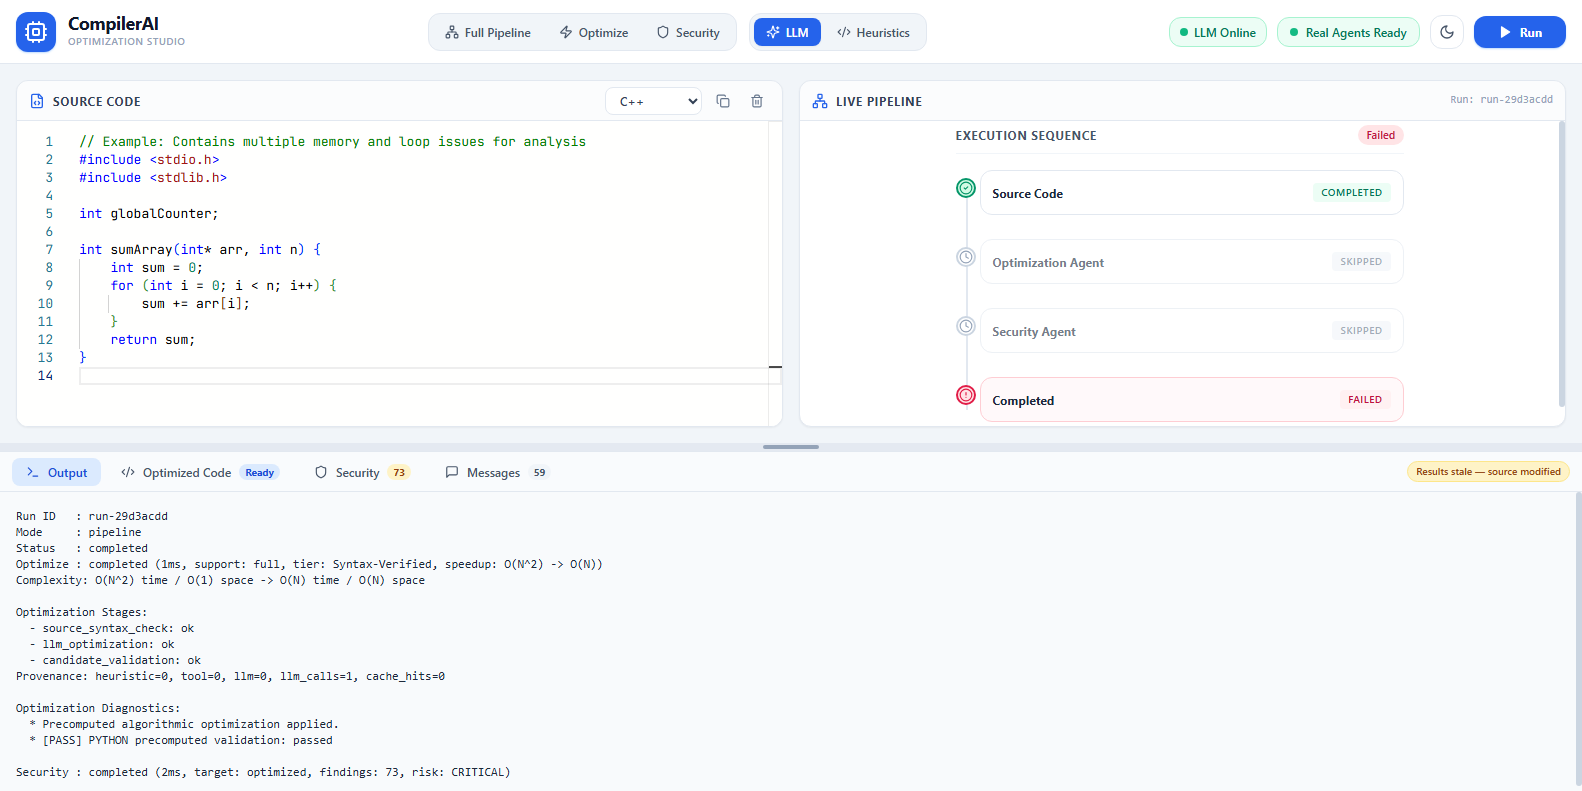 CompilerAI
OPTIMIZATION STUDIO
Full Pipeline
Optimize
Security
LLM
Heuristics
LLM Online
Real Agents Ready
Run
SOURCE CODE
C++
1 // Example: Contains multiple memory and loop issues for analysis
2 #include <stdio.h>
3 #include <stdlib.h>
4
5 int globalCounter;
6
7 int sumArray(int* arr, int n) {
8 int sum = 0;
9 for (int i = 0; i < n; i++) {
10 sum += arr[i];
11 }
12 return sum;
13 }
14
LIVE PIPELINE
Run: run-29d3acdd
EXECUTION SEQUENCE
Failed
Source Code
COMPLETED
Optimization Agent
SKIPPED
Security Agent
SKIPPED
Completed
FAILED
Output
Optimized Code Ready
Security 73
Messages 59
Results stale — source modified
Run ID : run-29d3acdd
Mode : pipeline
Status : completed
Optimize : completed (1ms, support: full, tier: Syntax-Verified, speedup: O(N^2) -> O(N))
Complexity: O(N^2) time / O(1) space -> O(N) time / O(N) space
Optimization Stages:
- source_syntax_check: ok
- llm_optimization: ok
- candidate_validation: ok
Provenance: heuristic=0, tool=0, llm=0, llm_calls=1, cache_hits=0
Optimization Diagnostics:
* Precomputed algorithmic optimization applied.
* [PASS] PYTHON precomputed validation: passed
Security : completed (2ms, target: optimized, findings: 73, risk: CRITICAL)